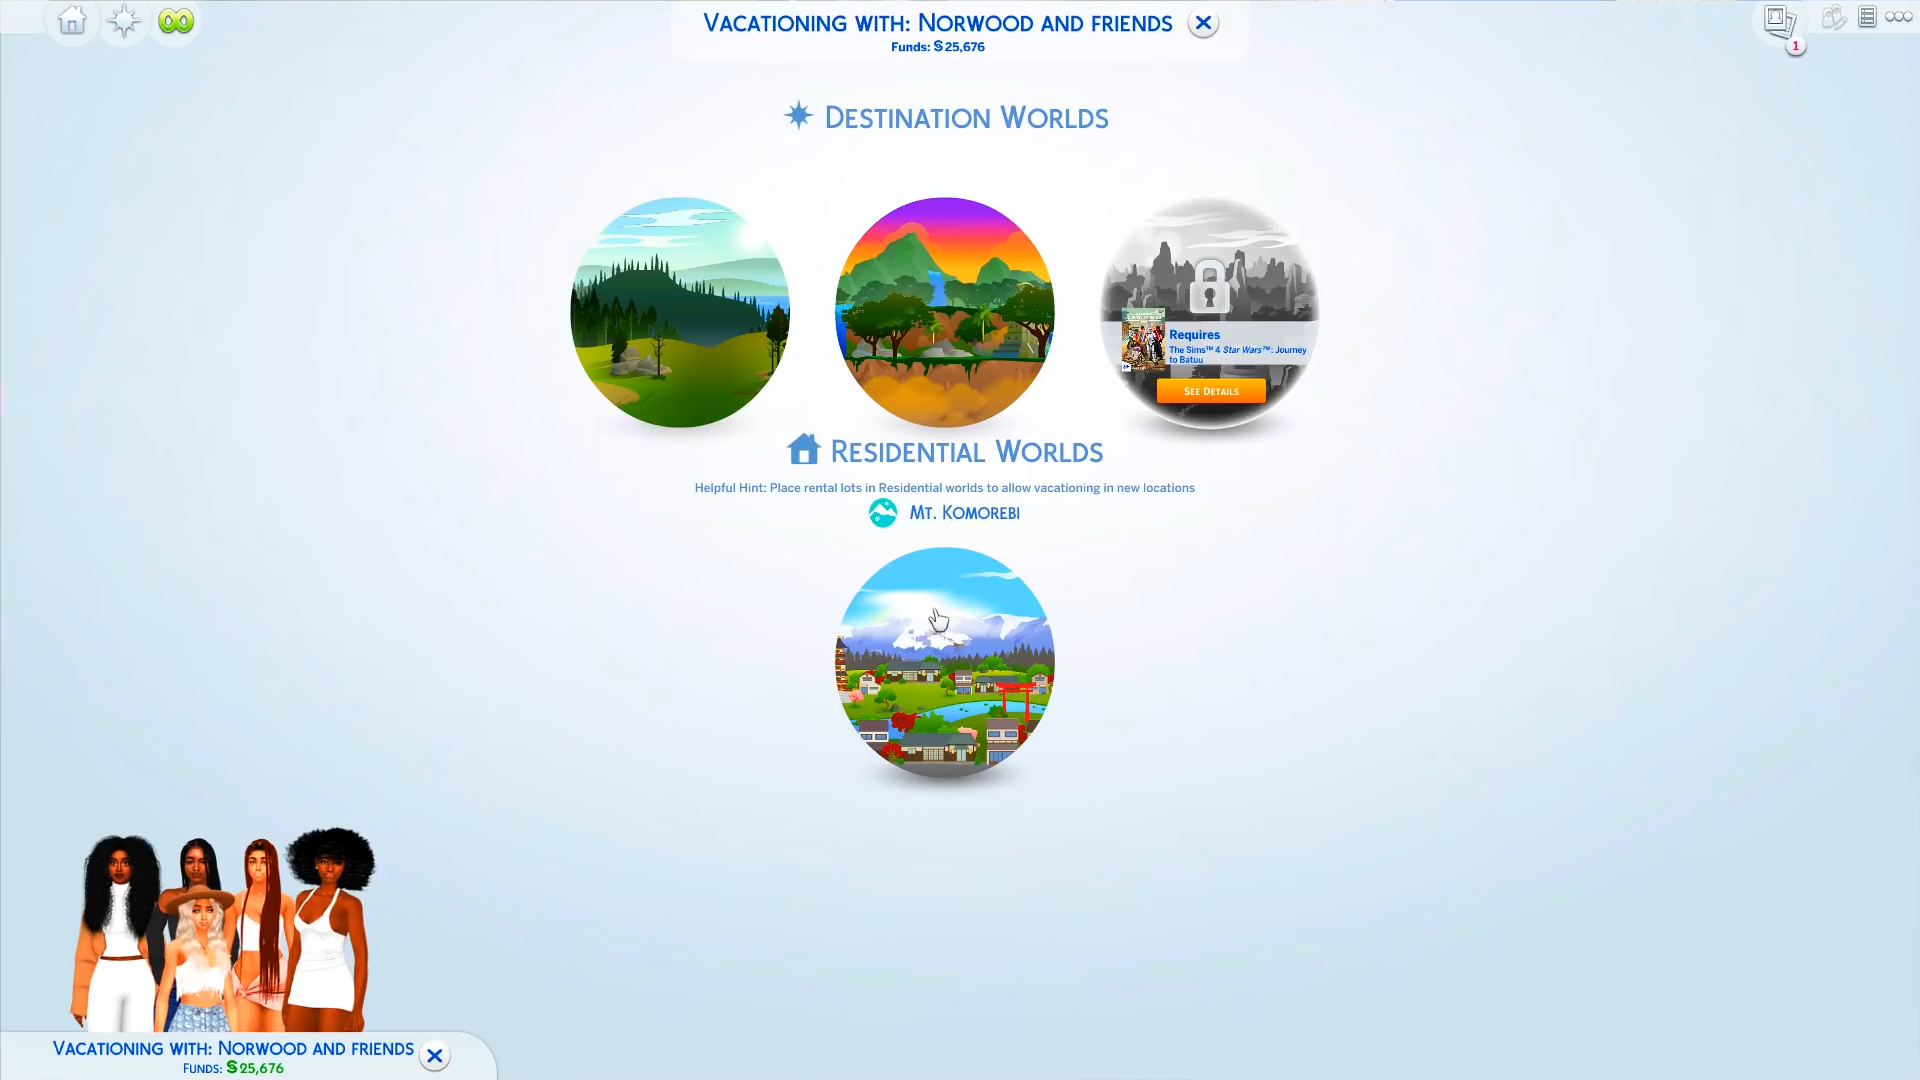 VACATIONING WITH: NORWOOD AND FRIENDS
Funds: §25,676
1
DESTINATION WORLDS
Requires
The Sims™ 4 Star Wars™: Journey
to Batuu
SEE DETAILS
RESIDENTIAL WORLDS
Helpful Hint: Place rental lots in Residential worlds to allow vacationing in new locations
MT. KOMOREBI
VACATIONING WITH: NORWOOD AND FRIENDS
FUNDS: §25,676